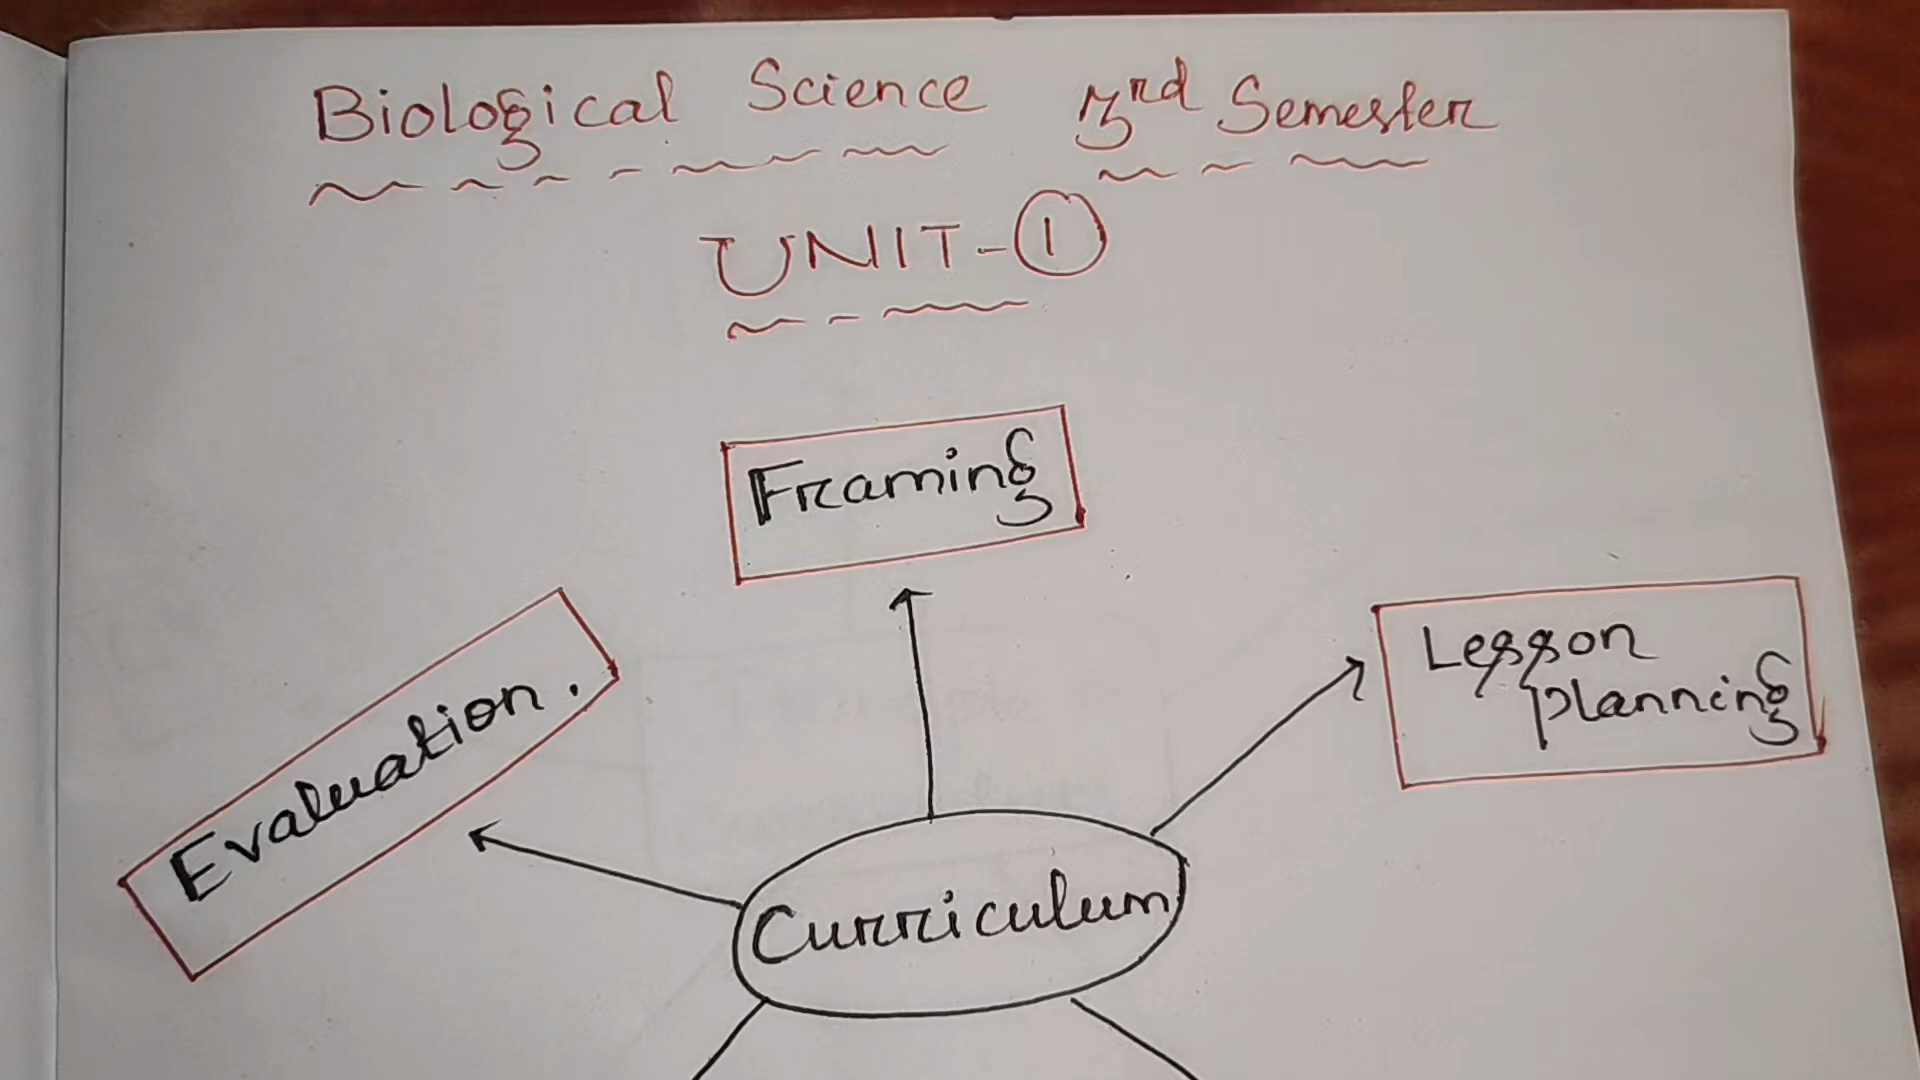 Biological Science 3rd Semester
UNIT-1
Framing
Evaluation.
Lesson
planning
Curriculum